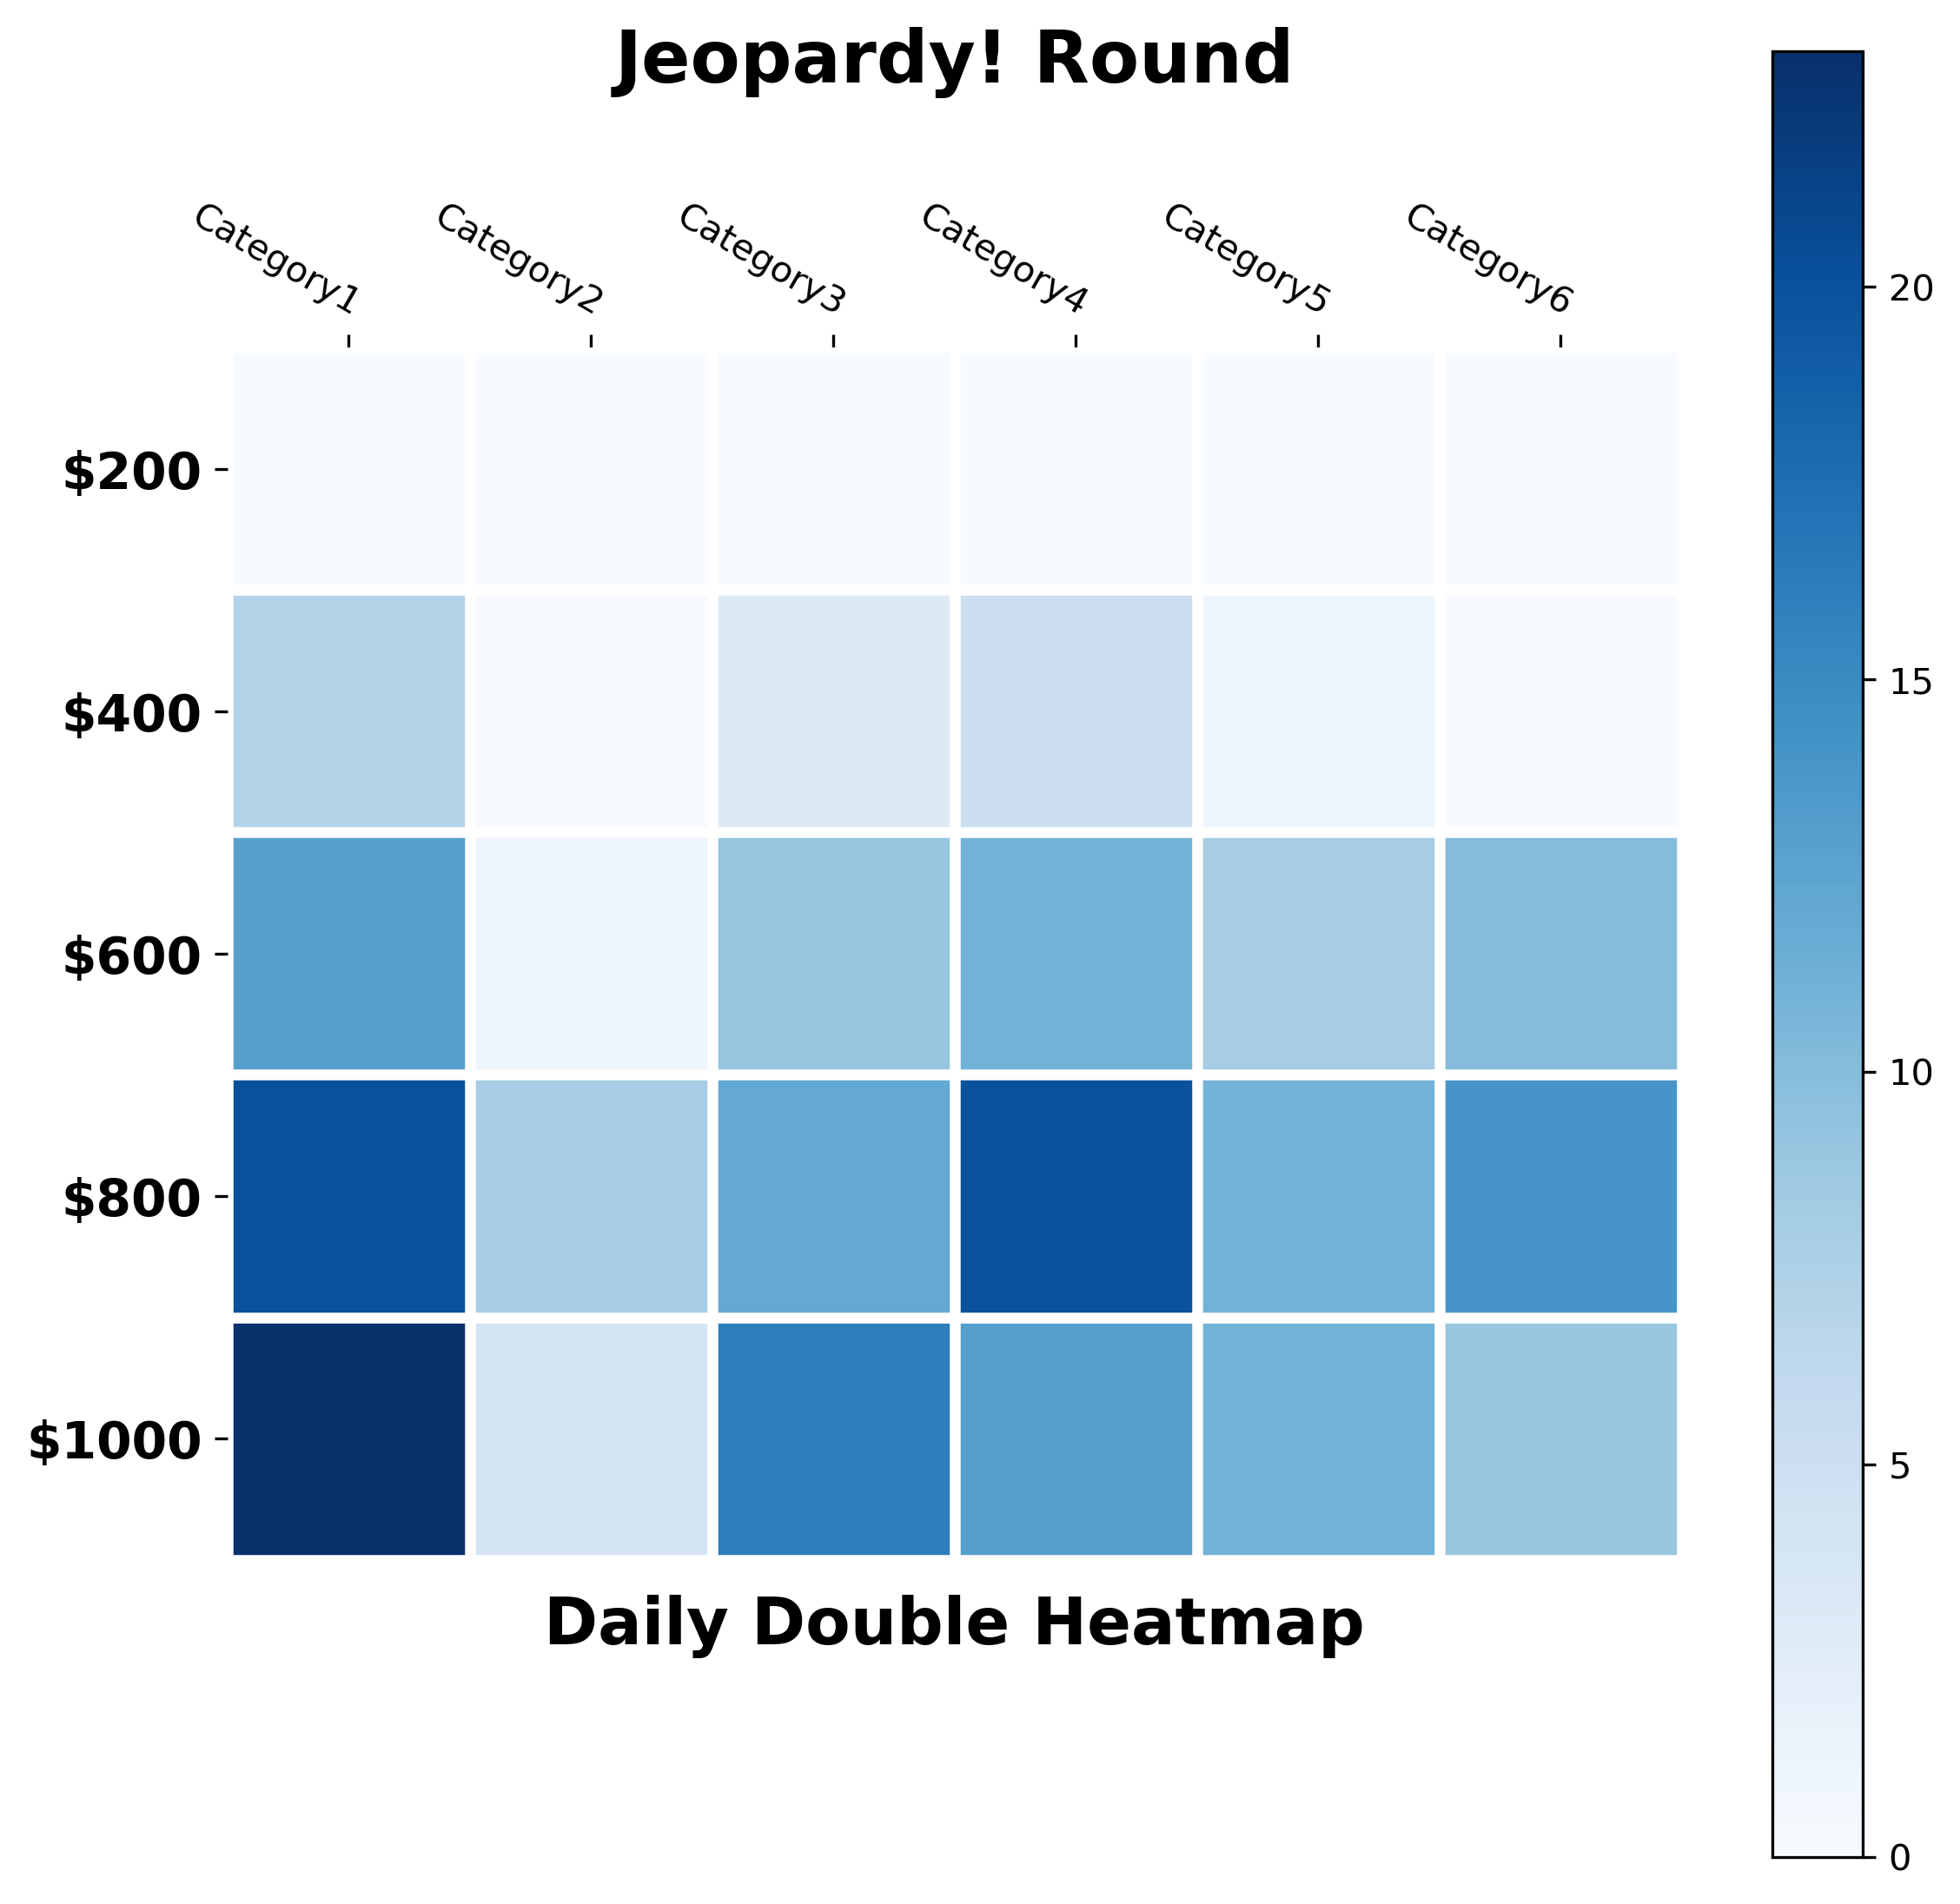 Jeopardy! Round
Category1
Category2
Category3
Category4
Category5
Category6
$200
$400
$600
$800
$1000
Daily Double Heatmap
20
15
10
5
0